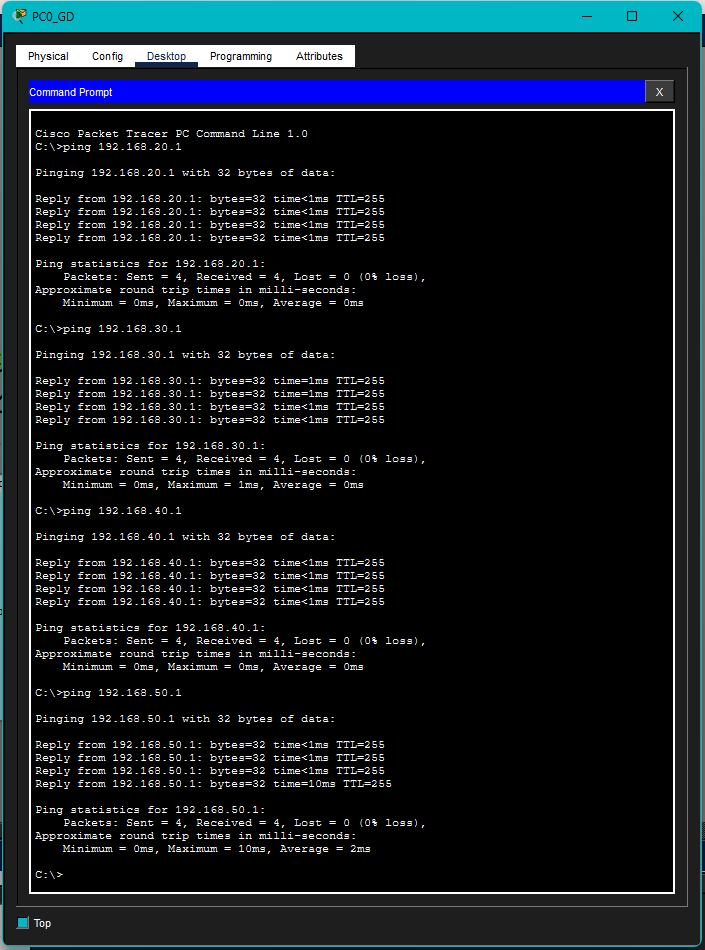 PC0_GD
Physical Config Desktop Programming Attributes
Command Prompt
X
Cisco Packet Tracer PC Command Line 1.0
C:\>ping 192.168.20.1
Pinging 192.168.20.1 with 32 bytes of data:
Reply from 192.168.20.1: bytes=32 time<1ms TTL=255
Reply from 192.168.20.1: bytes=32 time<1ms TTL=255
Reply from 192.168.20.1: bytes=32 time<1ms TTL=255
Reply from 192.168.20.1: bytes=32 time<1ms TTL=255
Ping statistics for 192.168.20.1:
    Packets: Sent = 4, Received = 4, Lost = 0 (0% loss),
Approximate round trip times in milli-seconds:
    Minimum = 0ms, Maximum = 0ms, Average = 0ms
C:\>ping 192.168.30.1
Pinging 192.168.30.1 with 32 bytes of data:
Reply from 192.168.30.1: bytes=32 time=1ms TTL=255
Reply from 192.168.30.1: bytes=32 time=1ms TTL=255
Reply from 192.168.30.1: bytes=32 time<1ms TTL=255
Reply from 192.168.30.1: bytes=32 time<1ms TTL=255
Ping statistics for 192.168.30.1:
    Packets: Sent = 4, Received = 4, Lost = 0 (0% loss),
Approximate round trip times in milli-seconds:
    Minimum = 0ms, Maximum = 1ms, Average = 0ms
C:\>ping 192.168.40.1
Pinging 192.168.40.1 with 32 bytes of data:
Reply from 192.168.40.1: bytes=32 time<1ms TTL=255
Reply from 192.168.40.1: bytes=32 time<1ms TTL=255
Reply from 192.168.40.1: bytes=32 time<1ms TTL=255
Reply from 192.168.40.1: bytes=32 time<1ms TTL=255
Ping statistics for 192.168.40.1:
    Packets: Sent = 4, Received = 4, Lost = 0 (0% loss),
Approximate round trip times in milli-seconds:
    Minimum = 0ms, Maximum = 0ms, Average = 0ms
C:\>ping 192.168.50.1
Pinging 192.168.50.1 with 32 bytes of data:
Reply from 192.168.50.1: bytes=32 time<1ms TTL=255
Reply from 192.168.50.1: bytes=32 time<1ms TTL=255
Reply from 192.168.50.1: bytes=32 time<1ms TTL=255
Reply from 192.168.50.1: bytes=32 time=10ms TTL=255
Ping statistics for 192.168.50.1:
    Packets: Sent = 4, Received = 4, Lost = 0 (0% loss),
Approximate round trip times in milli-seconds:
    Minimum = 0ms, Maximum = 10ms, Average = 2ms
C:\>
Top